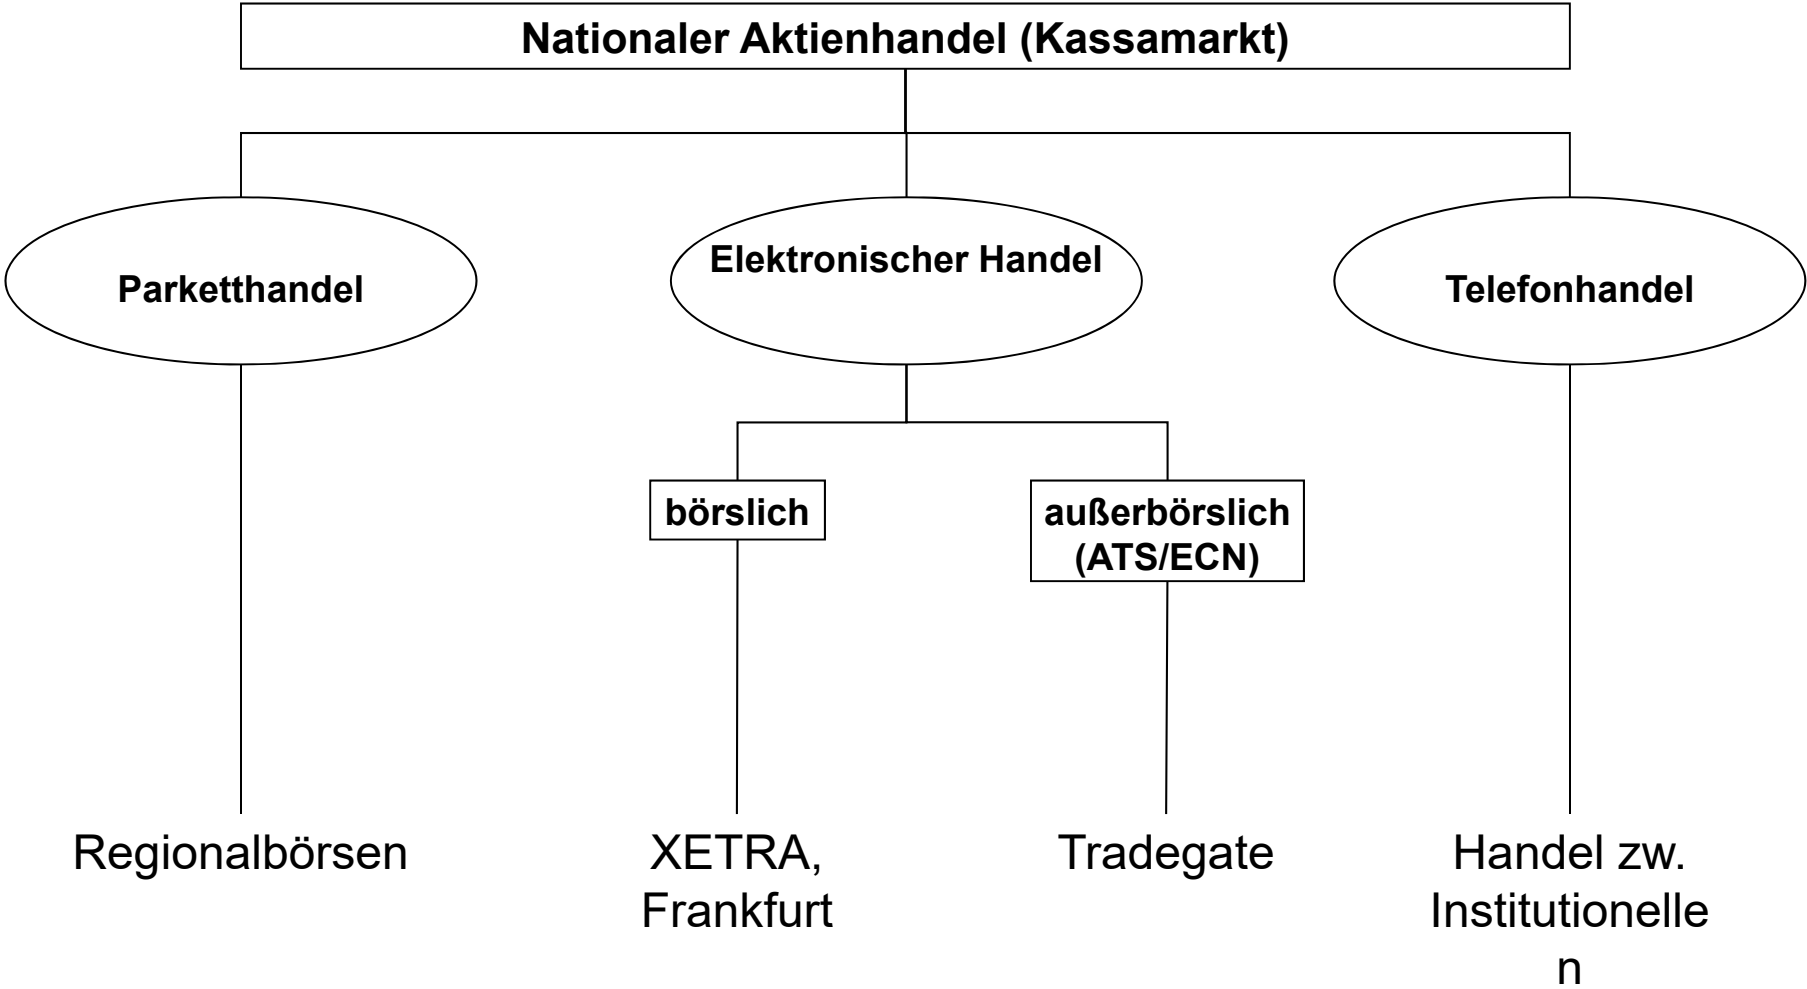 Nationaler Aktienhandel (Kassamarkt)
Parketthandel
Elektronischer Handel
Telefonhandel
börslich
außerbörslich
(ATS/ECN)
Regionalbörsen
XETRA,
Frankfurt
Tradegate
Handel zw.
Institutionelle
n